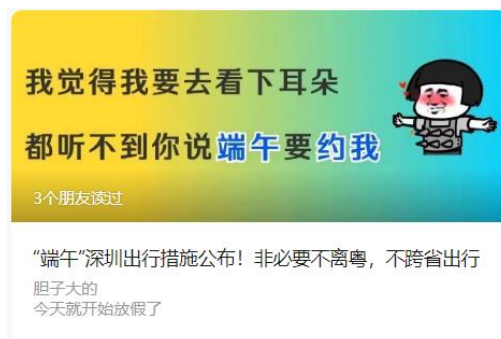 我觉得我要去看下耳朵
都听不到你说端午要约我
3个朋友读过
“端午”深圳出行措施公布！非必要不离粤，不跨省出行
胆子大的
今天就开始放假了